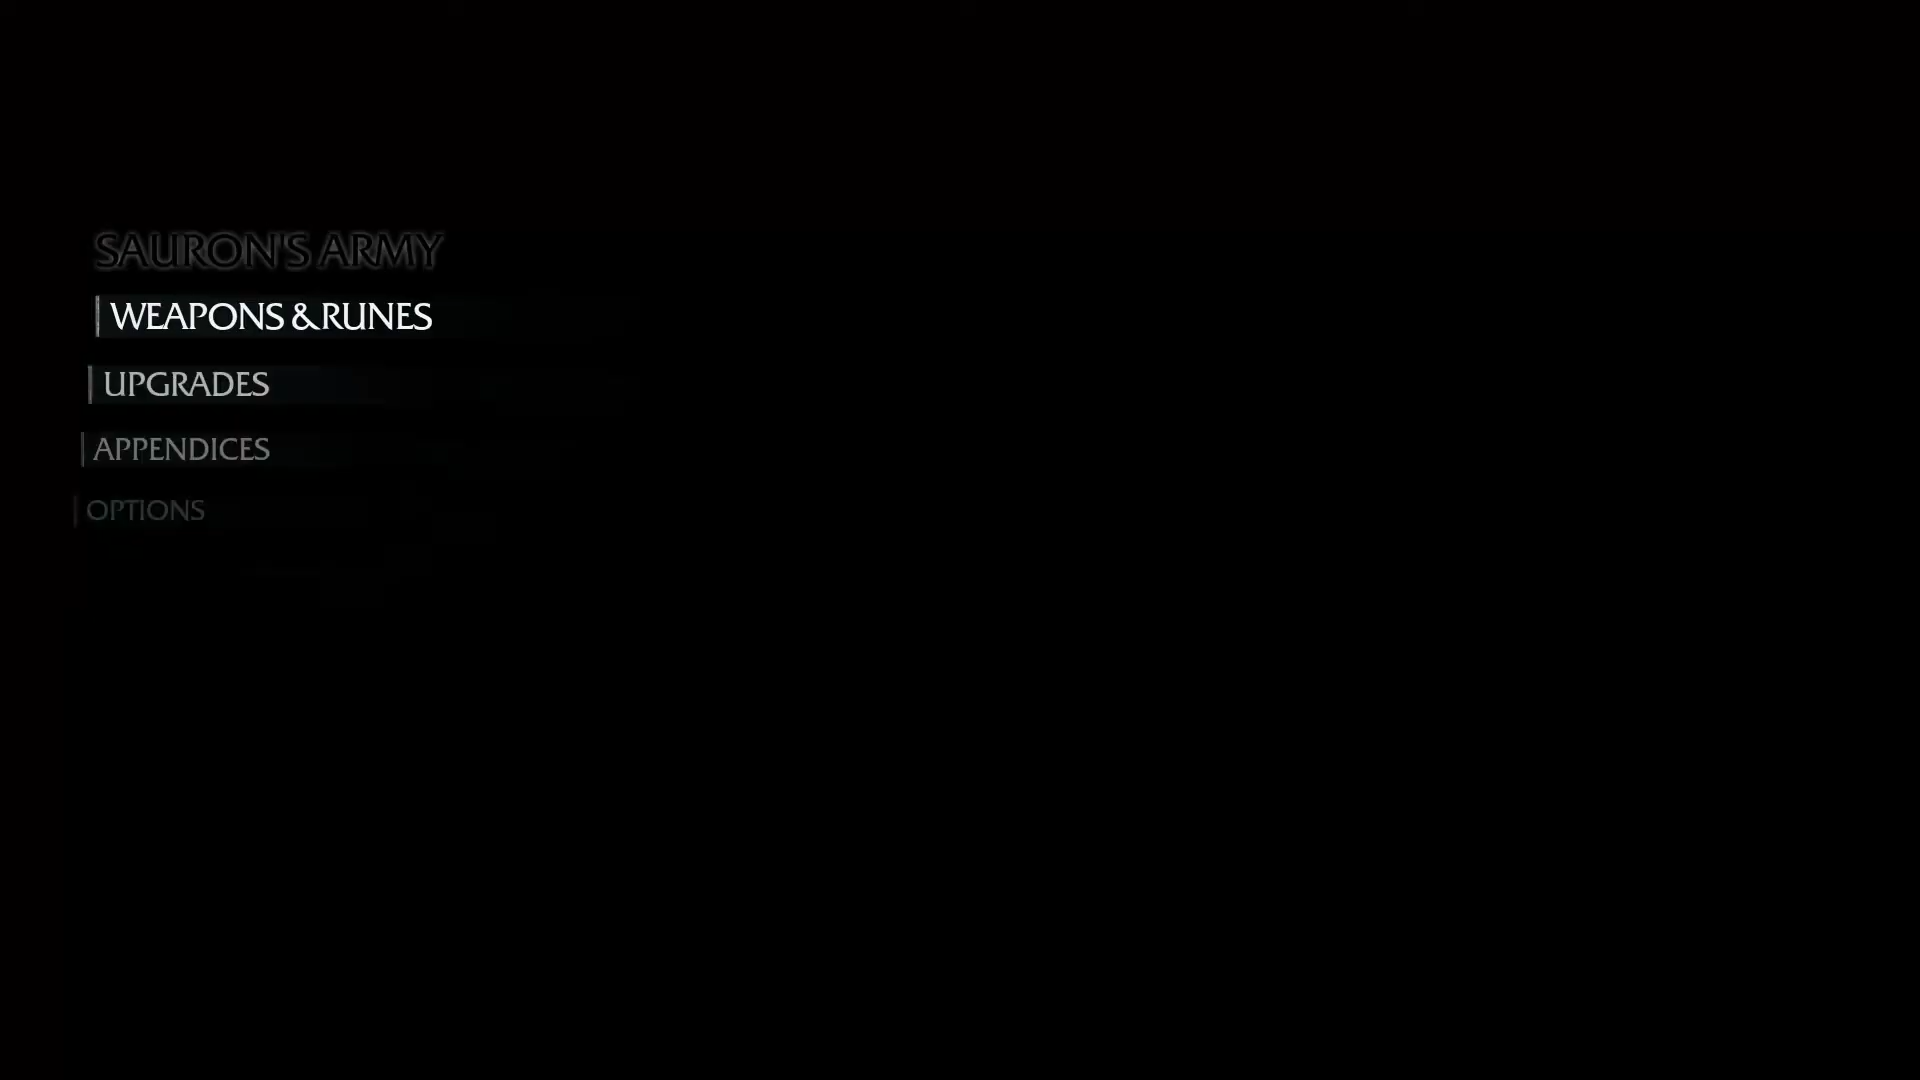 SAURON'S ARMY
WEAPONS & RUNES
UPGRADES
APPENDICES
OPTIONS